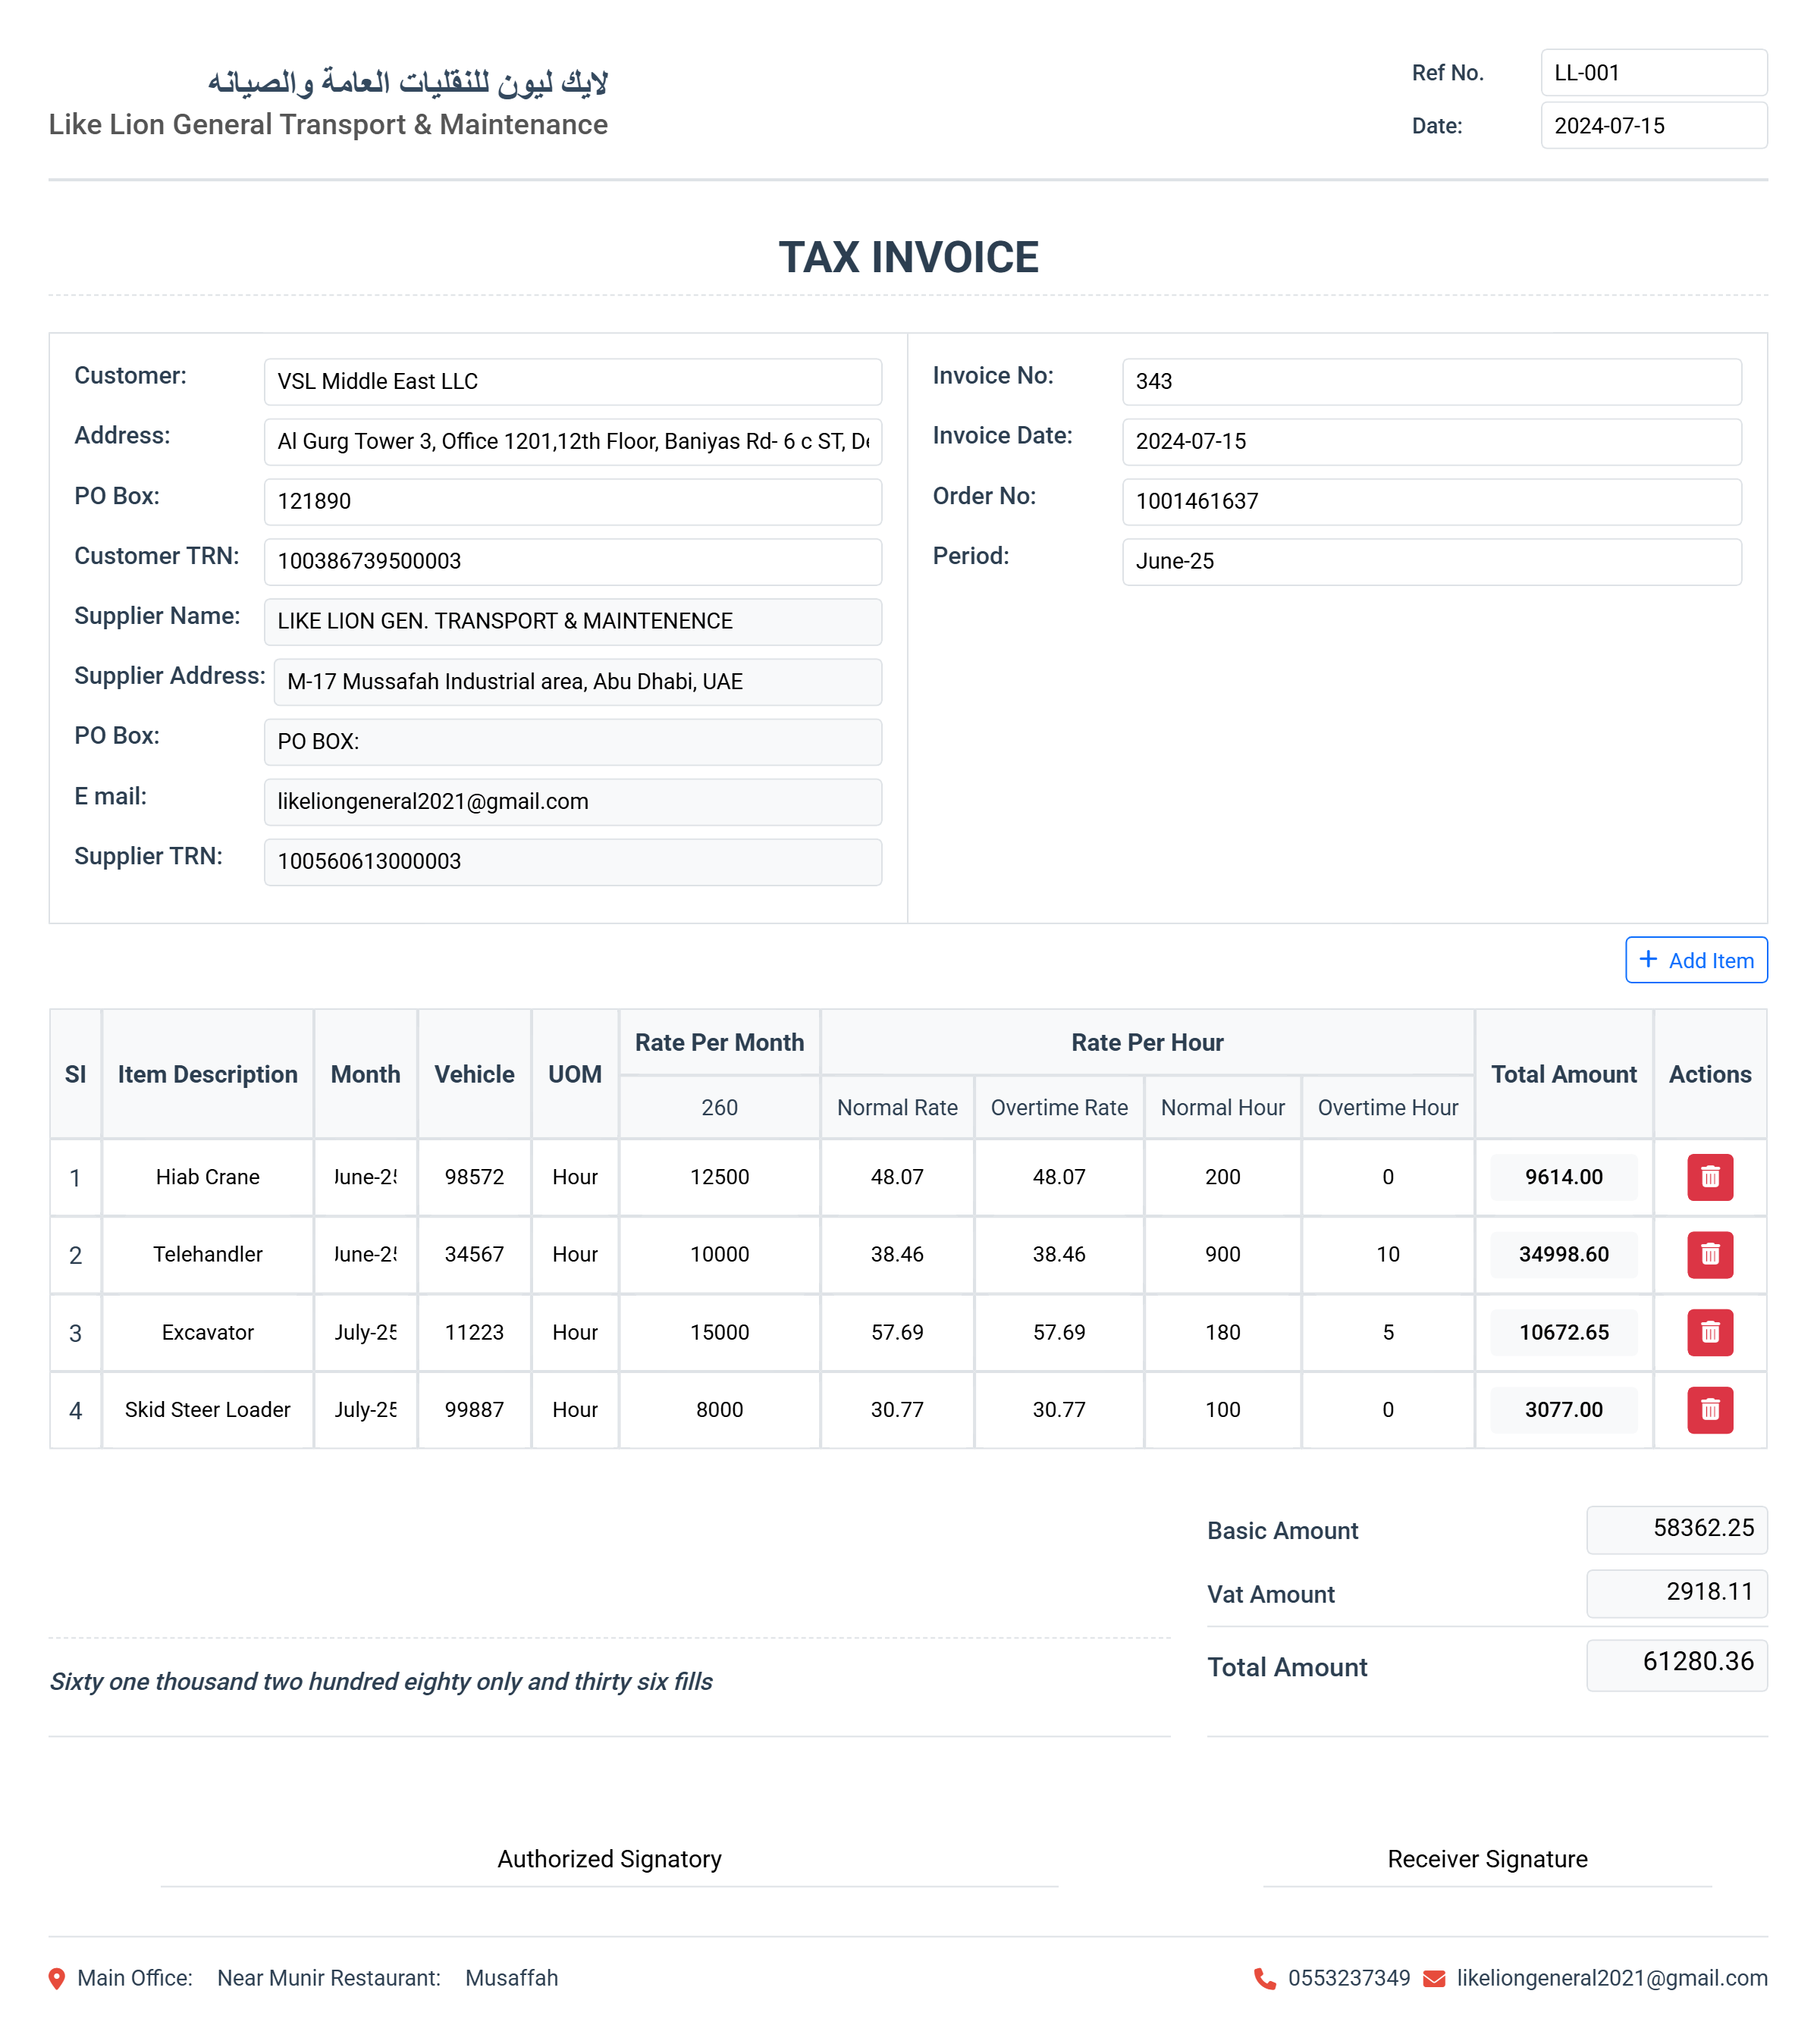 لايك ليون للنقليات العامة والصيانه
Like Lion General Transport & Maintenance
Ref No. LL-001
Date: 2024-07-15
TAX INVOICE
Customer: VSL Middle East LLC
Address: Al Gurg Tower 3, Office 1201,12th Floor, Baniyas Rd- 6 c ST,
PO Box: 121890
Customer TRN: 100386739500003
Supplier Name: LIKE LION GEN. TRANSPORT & MAINTENENCE
Supplier Address: M-17 Mussafah Industrial area, Abu Dhabi, UAE
PO Box: PO BOX:
E mail: likeliongeneral2021@gmail.com
Supplier TRN: 100560613000003
Invoice No: 343
Invoice Date: 2024-07-15
Order No: 1001461637
Period: June-25
+ Add Item
SI Item Description Month Vehicle UOM Rate Per Month Rate Per Hour Total Amount Actions
260 Normal Rate Overtime Rate Normal Hour Overtime Hour
1 Hiab Crane June-25 98572 Hour 12500 48.07 48.07 200 0 9614.00
2 Telehandler June-25 34567 Hour 10000 38.46 38.46 900 10 34998.60
3 Excavator July-25 11223 Hour 15000 57.69 57.69 180 5 10672.65
4 Skid Steer Loader July-25 99887 Hour 8000 30.77 30.77 100 0 3077.00
Basic Amount 58362.25
Vat Amount 2918.11
Total Amount 61280.36
Sixty one thousand two hundred eighty only and thirty six fills
Authorized Signatory
Receiver Signature
Main Office: Near Munir Restaurant: Musaffah
0553237349 likeliongeneral2021@gmail.com